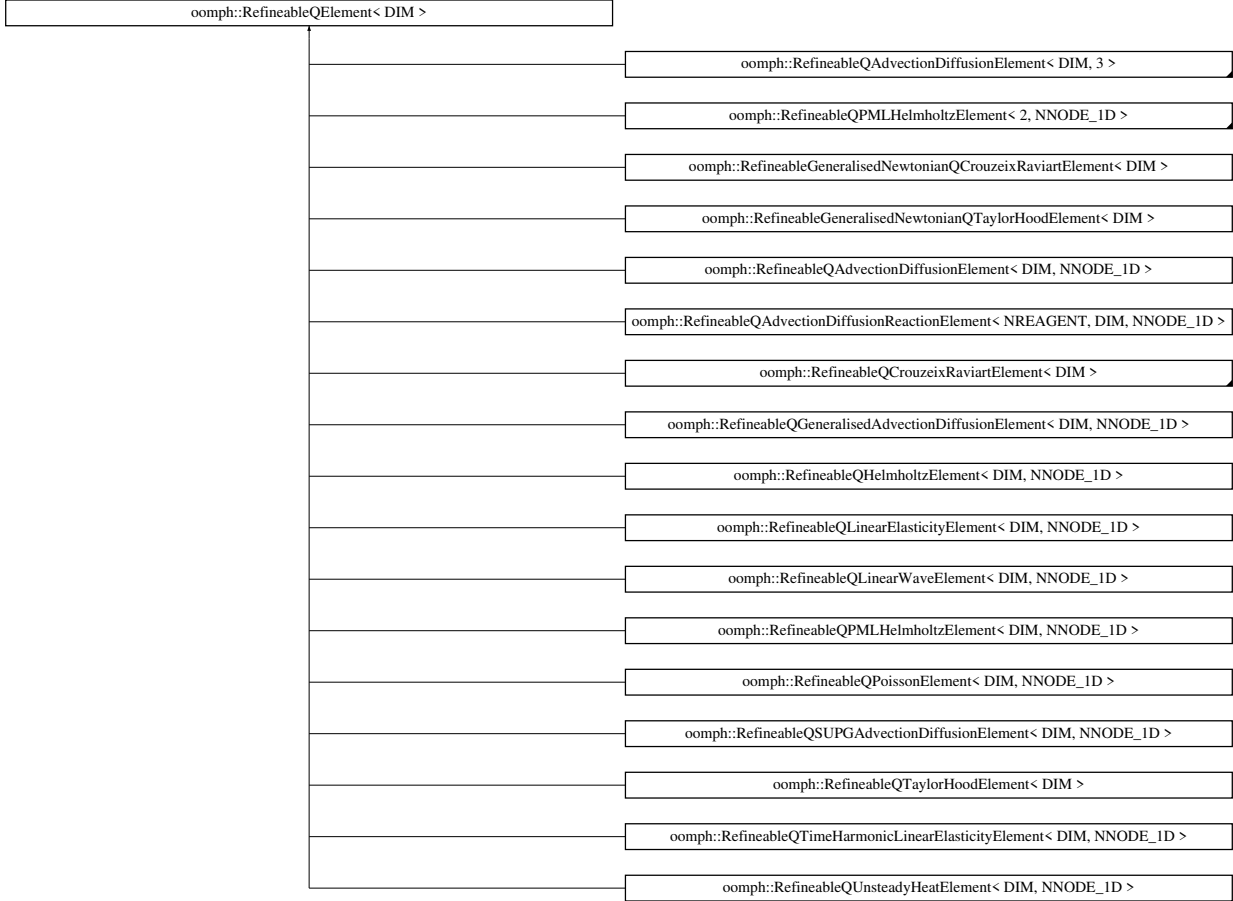 oomph::RefineableQElement< DIM >
oomph::RefineableQAdvectionDiffusionElement< DIM, 3 >
oomph::RefineableQPMLHelmholtzElement< 2, NNODE_1D >
oomph::RefineableGeneralisedNewtonianQCrouzeixRaviartElement< DIM >
oomph::RefineableGeneralisedNewtonianQTaylorHoodElement< DIM >
oomph::RefineableQAdvectionDiffusionElement< DIM, NNODE_1D >
oomph::RefineableQAdvectionDiffusionReactionElement< NREAGENT, DIM, NNODE_1D >
oomph::RefineableQCrouzeixRaviartElement< DIM >
oomph::RefineableQGeneralisedAdvectionDiffusionElement< DIM, NNODE_1D >
oomph::RefineableQHelmholtzElement< DIM, NNODE_1D >
oomph::RefineableQLinearElasticityElement< DIM, NNODE_1D >
oomph::RefineableQLinearWaveElement< DIM, NNODE_1D >
oomph::RefineableQPMLHelmholtzElement< DIM, NNODE_1D >
oomph::RefineableQPoissonElement< DIM, NNODE_1D >
oomph::RefineableQSUPGAdvectionDiffusionElement< DIM, NNODE_1D >
oomph::RefineableQTaylorHoodElement< DIM >
oomph::RefineableQTimeHarmonicLinearElasticityElement< DIM, NNODE_1D >
oomph::RefineableQUnsteadyHeatElement< DIM, NNODE_1D >